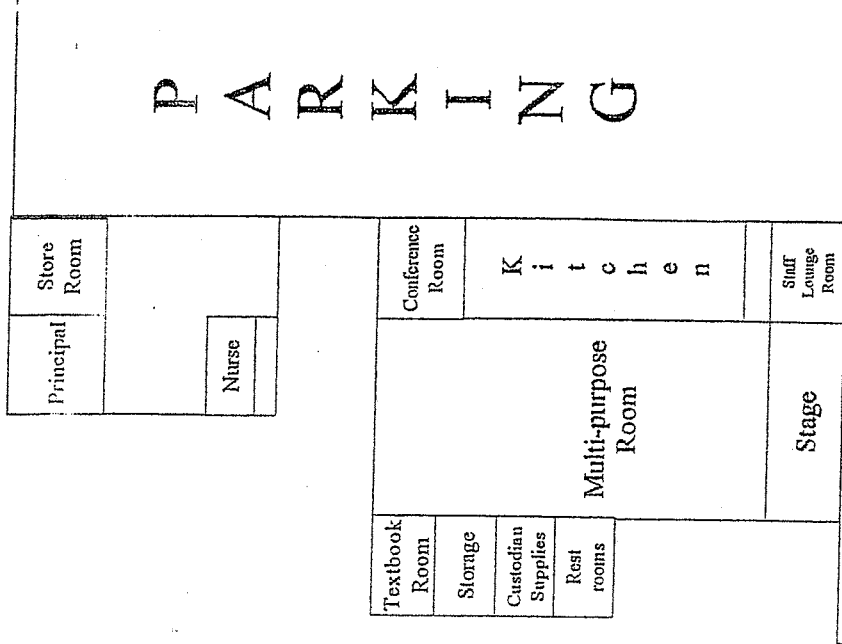 PARKING
Store
Room
Principal
Nurse
Conference
Room
Kitchen
Staff
Lounge
Room
Multi-purpose
Room
Stage
Textbook
Room
Storage
Custodian
Supplies
Rest
rooms